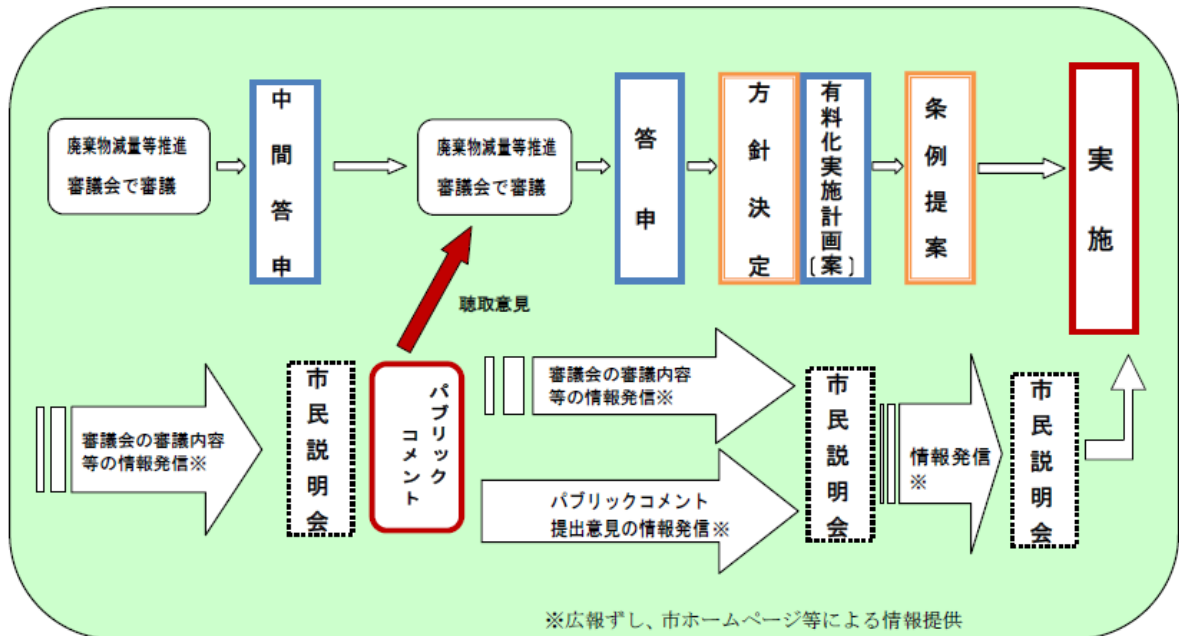 廃棄物減量等推進
審議会で審議
中間答申
廃棄物減量等推進
審議会で審議
答申
方針決定
有料化実施計画(案)
条例提案
実施
聴取意見
審議会の審議内容
等の情報発信※
市民説明会
パブリック
コメント
審議会の審議内容
等の情報発信※
パブリックコメント
提出意見の情報発信※
市民説明会
情報発信
※
市民説明会
※広報ずし、市ホームページ等による情報提供